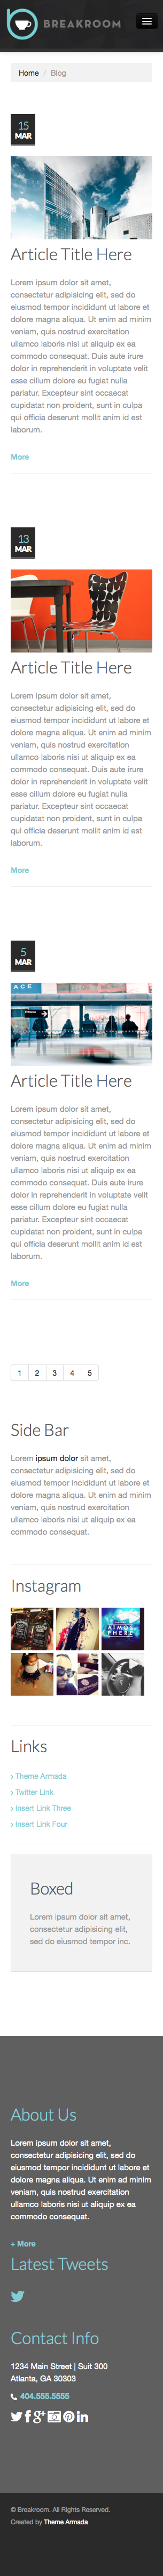 BREAKROOM
Home / Blog
15
MAR
Article Title Here
Lorem ipsum dolor sit amet,
consectetur adipisicing elit, sed do
eiusmod tempor incididunt ut labore et
dolore magna aliqua. Ut enim ad minim
veniam, quis nostrud exercitation
ullamco laboris nisi ut aliquip ex ea
commodo consequat. Duis aute irure
dolor in reprehenderit in voluptate velit
esse cillum dolore eu fugiat nulla
pariatur. Excepteur sint occaecat
cupidatat non proident, sunt in culpa
qui officia deserunt mollit anim id est
laborum.
More
13
MAR
Article Title Here
Lorem ipsum dolor sit amet,
consectetur adipisicing elit, sed do
eiusmod tempor incididunt ut labore et
dolore magna aliqua. Ut enim ad minim
veniam, quis nostrud exercitation
ullamco laboris nisi ut aliquip ex ea
commodo consequat. Duis aute irure
dolor in reprehenderit in voluptate velit
esse cillum dolore eu fugiat nulla
pariatur. Excepteur sint occaecat
cupidatat non proident, sunt in culpa
qui officia deserunt mollit anim id est
laborum.
More
5
MAR
ACE
Article Title Here
Lorem ipsum dolor sit amet,
consectetur adipisicing elit, sed do
eiusmod tempor incididunt ut labore et
dolore magna aliqua. Ut enim ad minim
veniam, quis nostrud exercitation
ullamco laboris nisi ut aliquip ex ea
commodo consequat. Duis aute irure
dolor in reprehenderit in voluptate velit
esse cillum dolore eu fugiat nulla
pariatur. Excepteur sint occaecat
cupidatat non proident, sunt in culpa
qui officia deserunt mollit anim id est
laborum.
More
1 2 3 4 5
Side Bar
Lorem ipsum dolor sit amet,
consectetur adipisicing elit, sed do
eiusmod tempor incididunt ut labore et
dolore magna aliqua. Ut enim ad minim
veniam, quis nostrud exercitation
ullamco laboris nisi ut aliquip ex ea
commodo consequat.
Instagram
ATMOS
PHERE
Links
Theme Armada
Twitter Link
Insert Link Three
Insert Link Four
Boxed
Lorem ipsum dolor sit amet,
consectetur adipisicing elit,
sed do eiusmod tempor inc.
About Us
Lorem ipsum dolor sit amet,
consectetur adipisicing elit, sed do
eiusmod tempor incididunt ut labore et
dolore magna aliqua. Ut enim ad minim
veniam, quis nostrud exercitation
ullamco laboris nisi ut aliquip ex ea
commodo consequat.
+ More
Latest Tweets
Contact Info
1234 Main Street | Suit 300
Atlanta, GA 30303
404.555.5555
© Breakroom. All Rights Reserved.
Created by Theme Armada